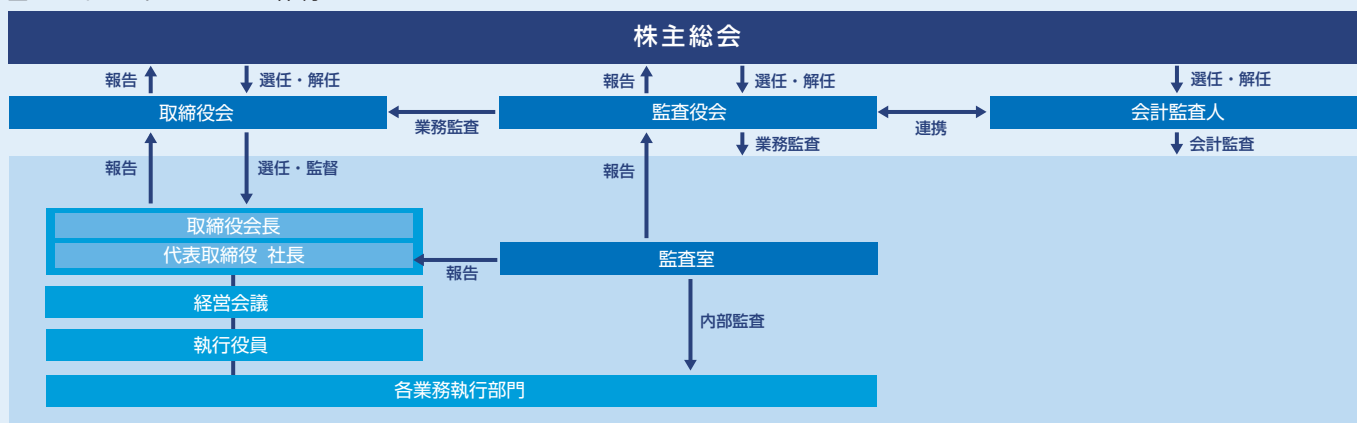 株主総会
報告
選任・解任
報告
選任・解任
選任・解任
取締役会
業務監査
監査役会
連携
会計監査人
報告
選任・監督
報告
業務監査
会計監査
取締役会長
代表取締役 社長
報告
監査室
経営会議
内部監査
執行役員
各業務執行部門